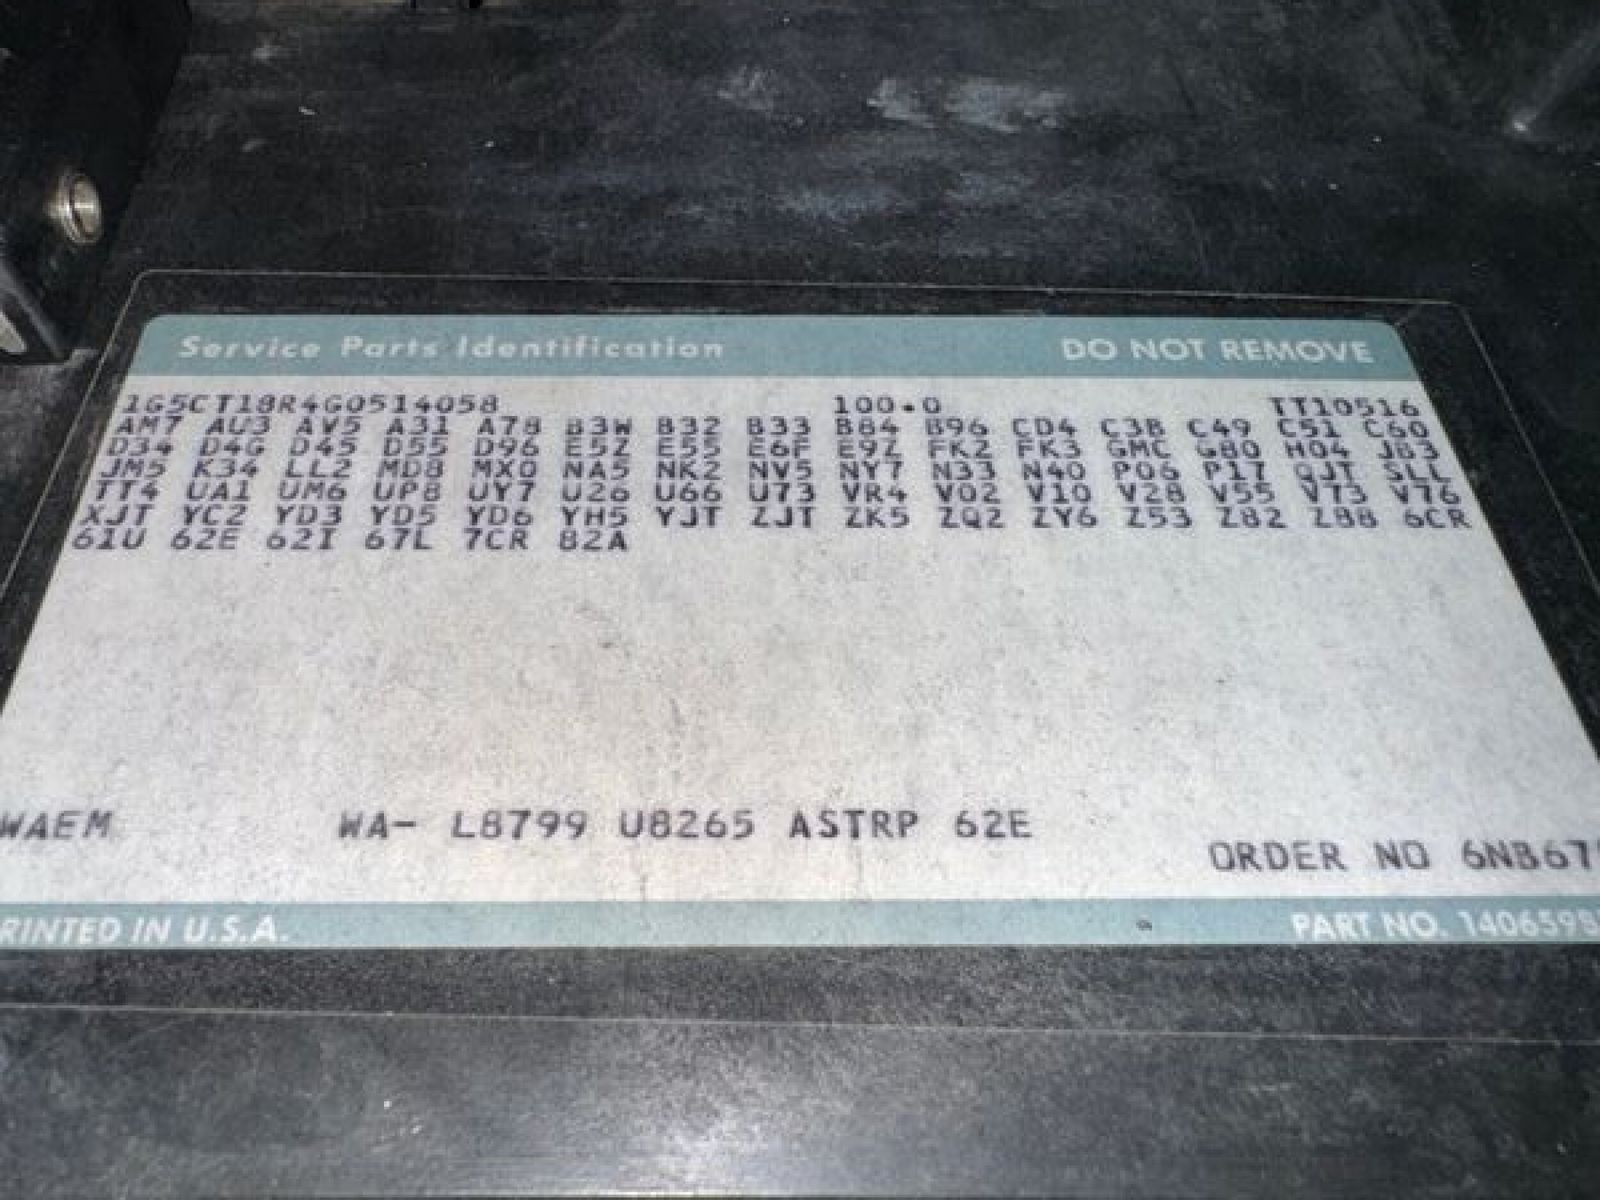 Service Parts Identification DO NOT REMOVE
1G5CT18R4G0514058 100.0 TT10516
AM7 AU3 AV5 A31 A78 B3W B32 B33 B84 B96 CD4 C3B C49 C51 C60
D34 D4G D45 D55 D96 E5Z E55 E6F E9Z FK2 FK3 GMC G80 H04 JB3
JM5 K34 LL2 MD8 MX0 NA5 NK2 NV5 NY7 N33 N40 P06 P17 QJT SLL
TT4 UA1 UM6 UP8 UY7 U26 U66 U73 VR4 V02 V10 V28 V55 V73 V76
XJT YC2 YD3 YD5 YD6 YH5 YJT ZJT ZK5 ZQ2 ZY6 Z53 Z82 Z88 6CR
61U 62E 62I 67L 7CR 82A
WAEM WA- L8799 U8265 ASTRP 62E
ORDER NO 6NB67
RINTED IN U.S.A. PART NO. 1406598